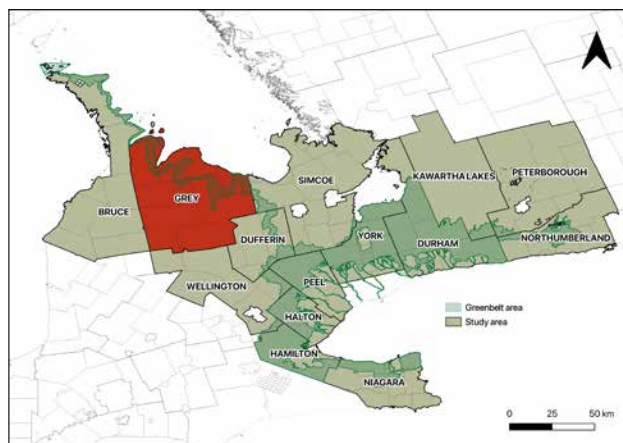 KAWARTHA LAKES
PETERBOROUGH
SIMCOE
GREY
BRUCE
DUFFERIN
YORK
DURHAM
NORTHUMBERLAND
WELLINGTON
PEEL
HALTON
HAMILTON
NIAGARA
Greenbelt area
Study area
0 25 50 km